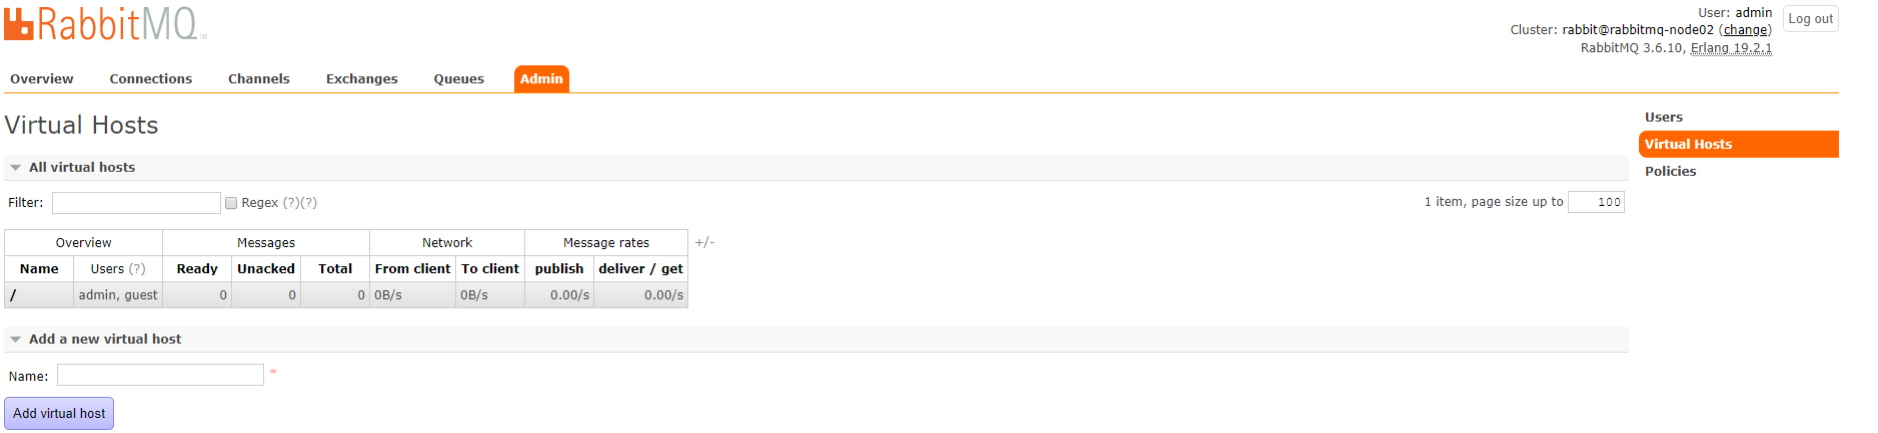 RabbitMQ TM
User: admin
Log out
Cluster: rabbit@rabbitmq-node02 (change)
RabbitMQ 3.6.10, Erlang 19.2.1
Overview Connections Channels Exchanges Queues Admin
Virtual Hosts
Users
Virtual Hosts
Policies
All virtual hosts
Filter: Regex (?)(?) 1 item, page size up to 100
Overview Messages Network Message rates +/-
Name Users (?) Ready Unacked Total From client To client publish deliver / get
/ admin, guest 0 0 0 0B/s 0B/s 0.00/s 0.00/s
Add a new virtual host
Name: *
Add virtual host